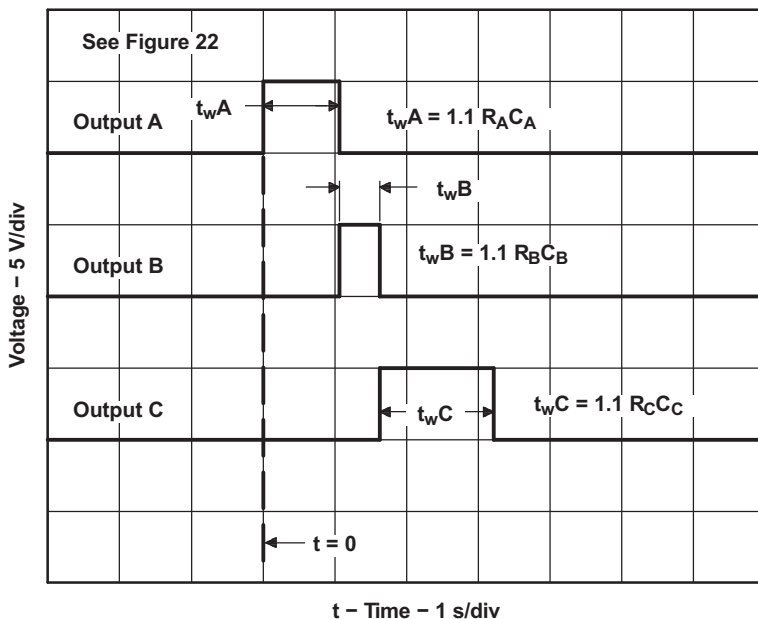 See Figure 22
t_wA
Output A
t_wA = 1.1 R_AC_A
t_wB
Output B
t_wB = 1.1 R_BC_B
Output C
t_wC
t_wC = 1.1 R_CC_C
t = 0
Voltage − 5 V/div
t − Time − 1 s/div